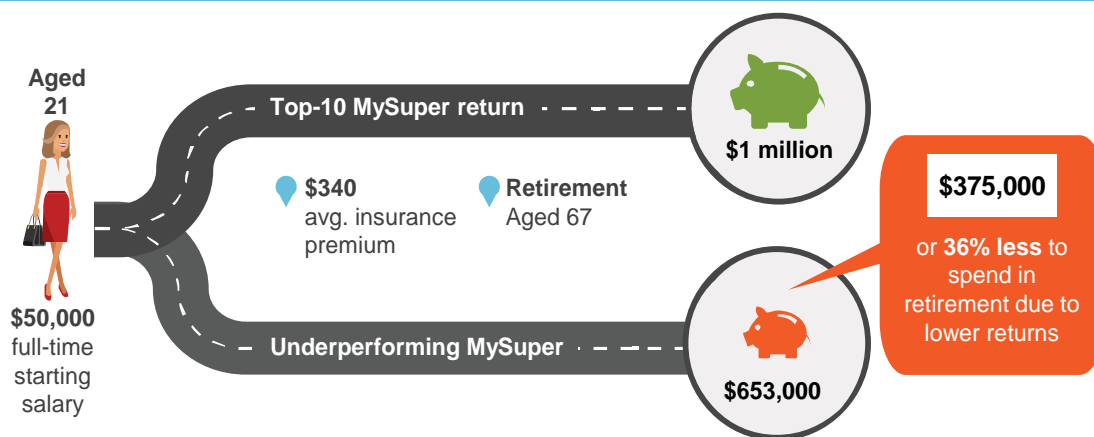 Aged
21
$50,000
full-time
starting
salary
Top-10 MySuper return
$1 million
$340
avg. insurance
premium
Retirement
Aged 67
Underperforming MySuper
$653,000
$375,000
or 36% less to
spend in
retirement due to
lower returns